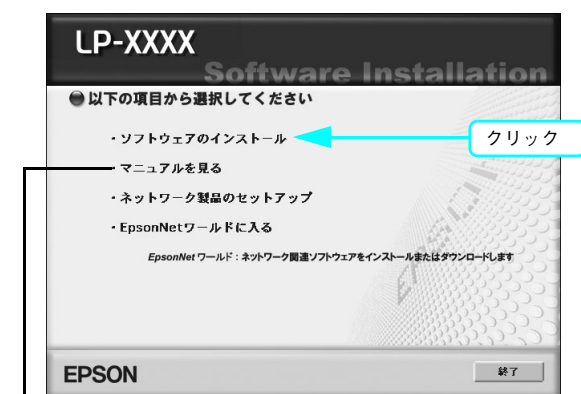 LP-XXXX
Software Installation
以下の項目から選択してください
・ソフトウェアのインストール
クリック
・マニュアルを見る
・ネットワーク製品のセットアップ
・EpsonNetワールドに入る
EpsonNet ワールド：ネットワーク関連ソフトウェアをインストールまたはダウンロードします
EPSON
EPSON
終了